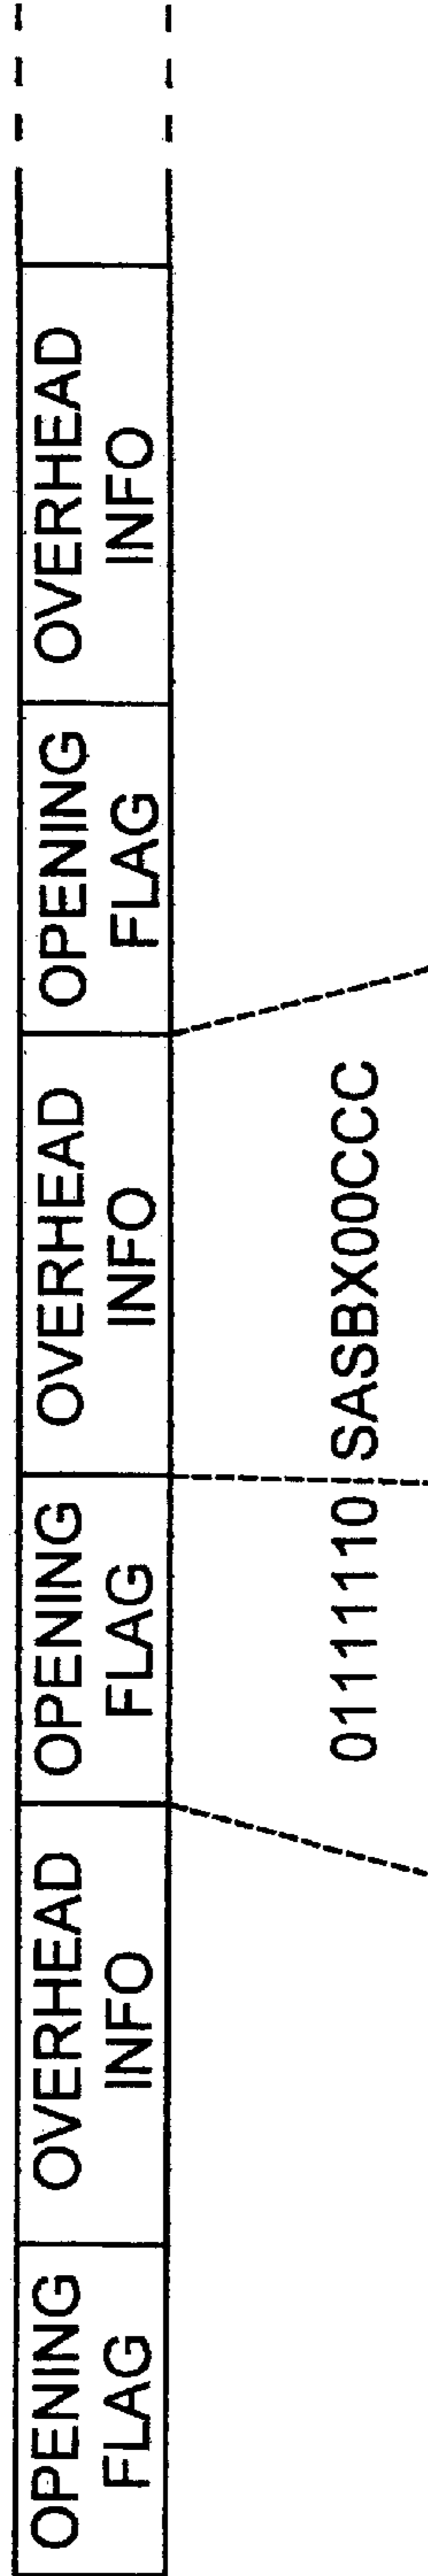 OPENING
FLAG
OVERHEAD
INFO
OPENING
FLAG
OVERHEAD
INFO
OPENING
FLAG
OVERHEAD
INFO
01111110 SASBX00CCC